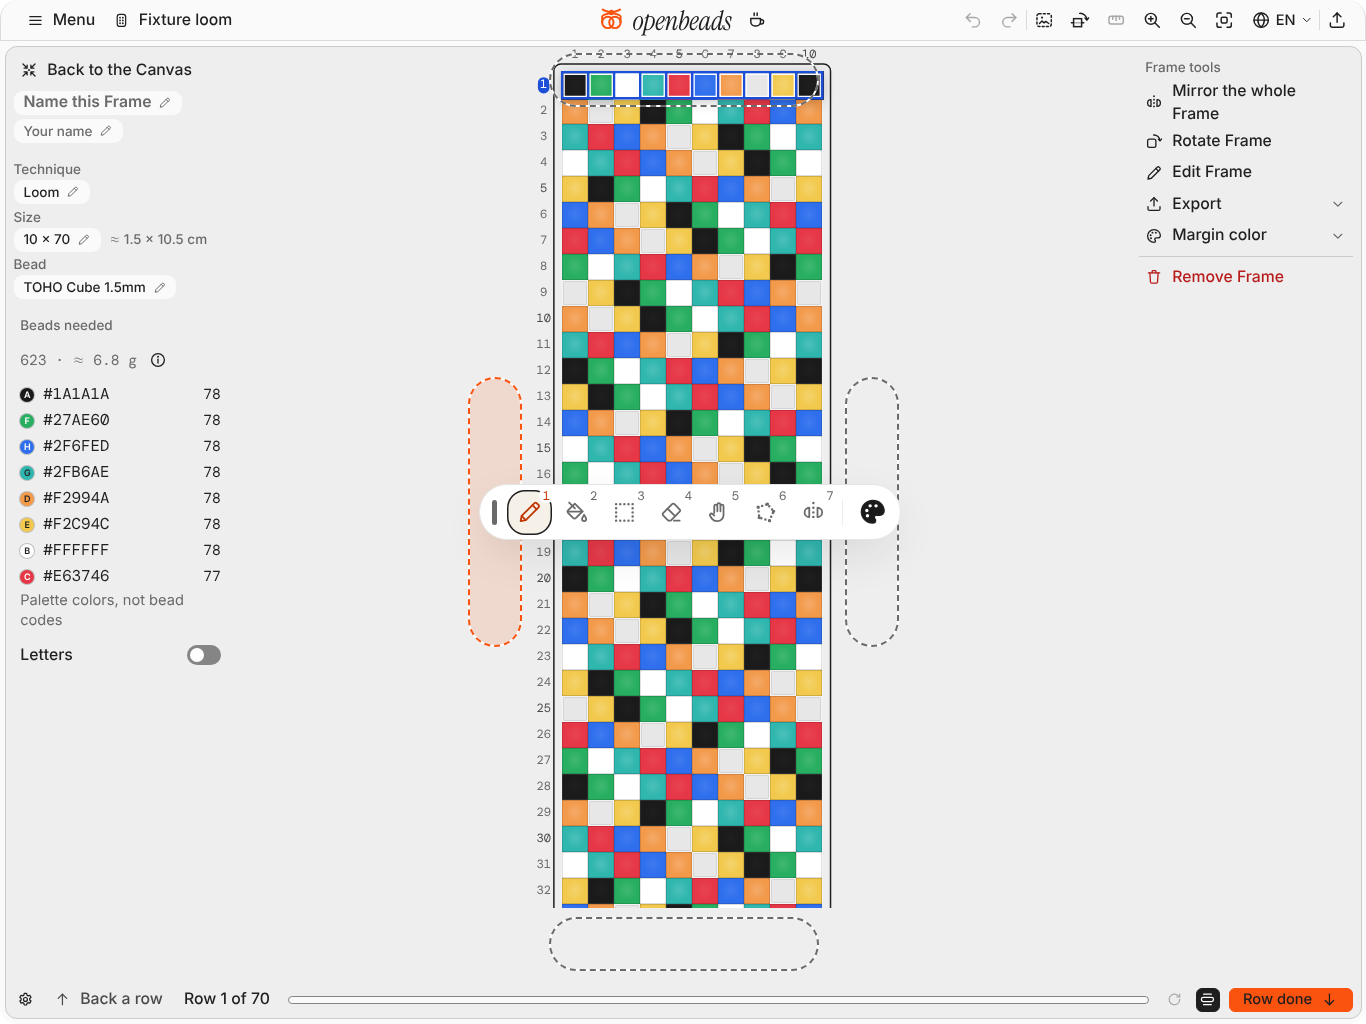 Menu
Fixture loom
openbeads
EN
Back to the Canvas
Name this Frame
Your name
Technique
Loom
Size
10 × 70
≈ 1.5 × 10.5 cm
Bead
TOHO Cube 1.5mm
Beads needed
623 · ≈ 6.8 g
A #1A1A1A 78
F #27AE60 78
H #2F6FED 78
G #2FB6AE 78
D #F2994A 78
E #F2C94C 78
B #FFFFFF 78
C #E63746 77
Palette colors, not bead
codes
Letters
1 2 3 4 5 6 7 8 9 10
1
2
3
4
5
6
7
8
9
10
11
12
13
14
15
16
1 2 3 4 5 6 7
19
20
21
22
23
24
25
26
27
28
29
30
31
32
Frame tools
Mirror the whole
Frame
Rotate Frame
Edit Frame
Export
Margin color
Remove Frame
Back a row
Row 1 of 70
Row done